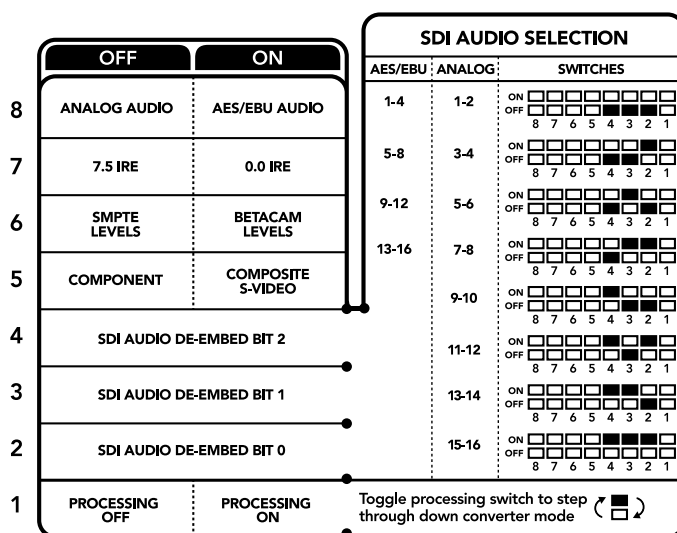 OFF ON
8 ANALOG AUDIO AES/EBU AUDIO
7 7.5 IRE 0.0 IRE
6 SMPTE LEVELS BETACAM LEVELS
5 COMPONENT COMPOSITE S-VIDEO
4 SDI AUDIO DE-EMBED BIT 2
3 SDI AUDIO DE-EMBED BIT 1
2 SDI AUDIO DE-EMBED BIT 0
1 PROCESSING OFF PROCESSING ON
SDI AUDIO SELECTION
AES/EBU ANALOG SWITCHES
1-4 1-2 ON
OFF
8 7 6 5 4 3 2 1
5-8 3-4 ON
OFF
8 7 6 5 4 3 2 1
9-12 5-6 ON
OFF
8 7 6 5 4 3 2 1
13-16 7-8 ON
OFF
8 7 6 5 4 3 2 1
9-10 ON
OFF
8 7 6 5 4 3 2 1
11-12 ON
OFF
8 7 6 5 4 3 2 1
13-14 ON
OFF
8 7 6 5 4 3 2 1
15-16 ON
OFF
8 7 6 5 4 3 2 1
Toggle processing switch to step
through down converter mode